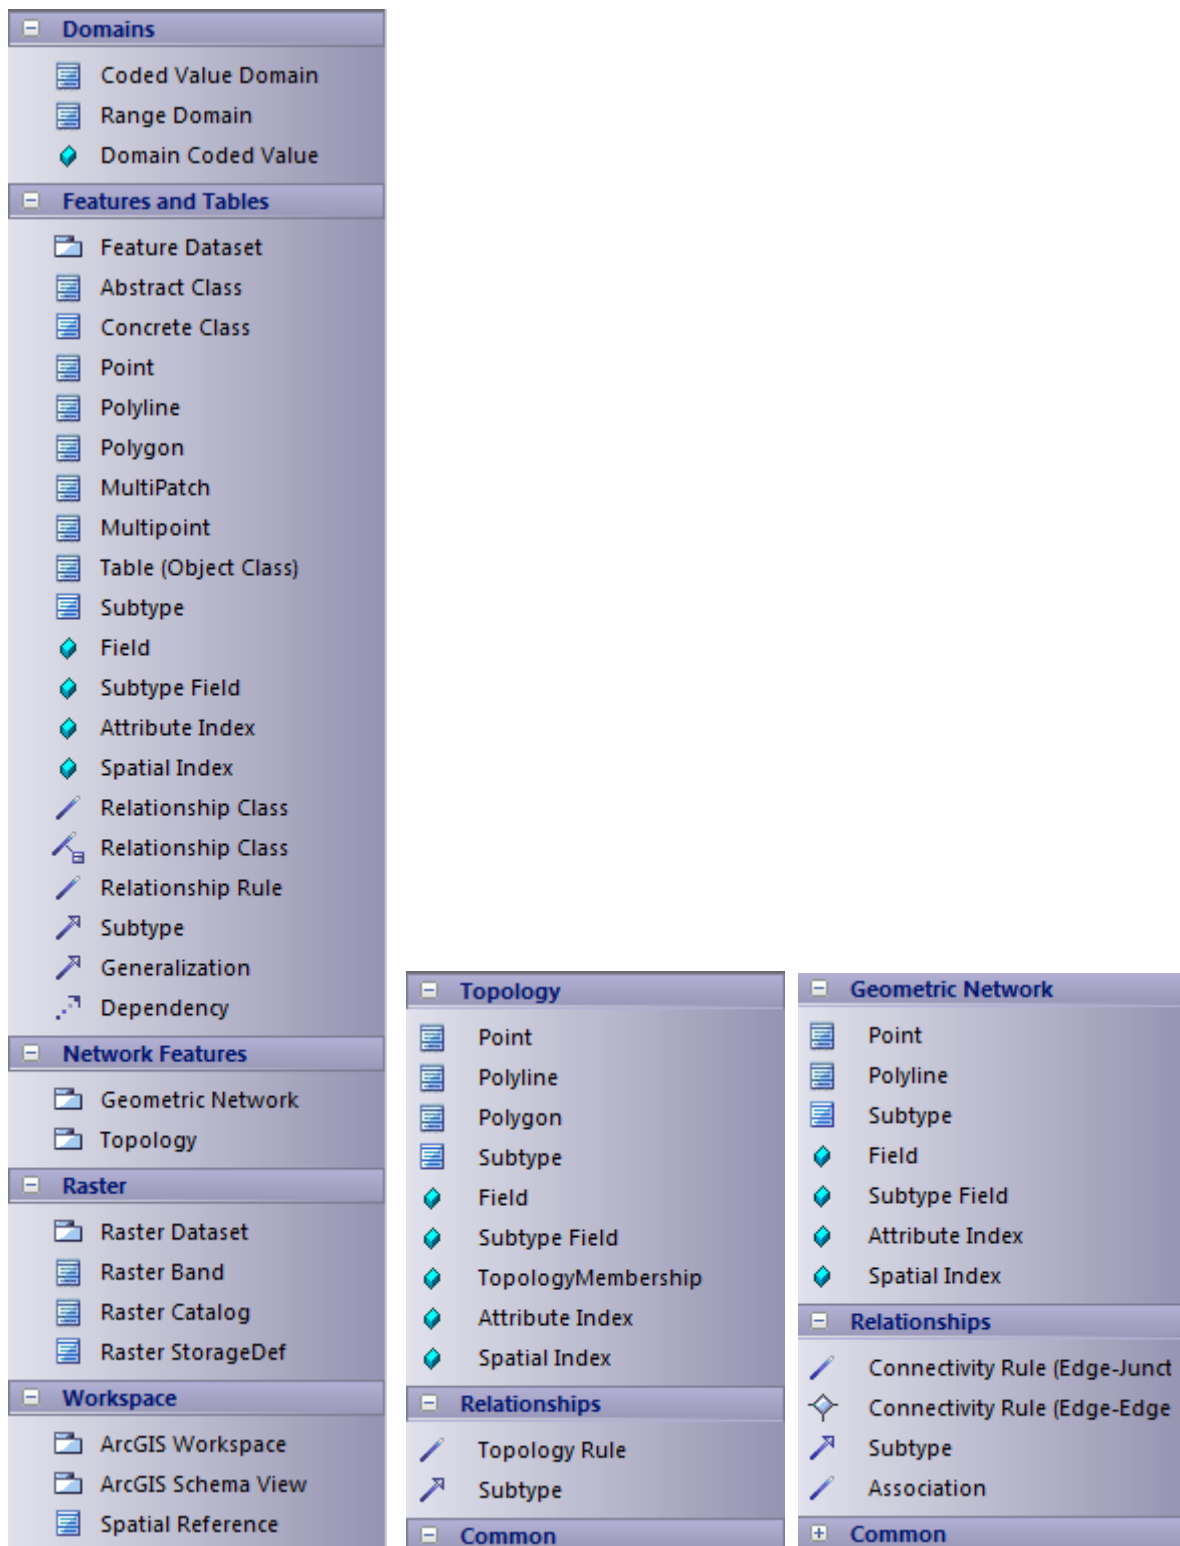 Domains
Coded Value Domain
Range Domain
Domain Coded Value
Features and Tables
Feature Dataset
Abstract Class
Concrete Class
Point
Polyline
Polygon
MultiPatch
Multipoint
Table (Object Class)
Subtype
Field
Subtype Field
Attribute Index
Spatial Index
Relationship Class
Relationship Class
Relationship Rule
Subtype
Generalization
Dependency
Network Features
Geometric Network
Topology
Raster
Raster Dataset
Raster Band
Raster Catalog
Raster StorageDef
Workspace
ArcGIS Workspace
ArcGIS Schema View
Spatial Reference
Topology
Point
Polyline
Polygon
Subtype
Field
Subtype Field
TopologyMembership
Attribute Index
Spatial Index
Relationships
Topology Rule
Subtype
Common
Geometric Network
Point
Polyline
Subtype
Field
Subtype Field
Attribute Index
Spatial Index
Relationships
Connectivity Rule (Edge-Junct
Connectivity Rule (Edge-Edge
Subtype
Association
Common